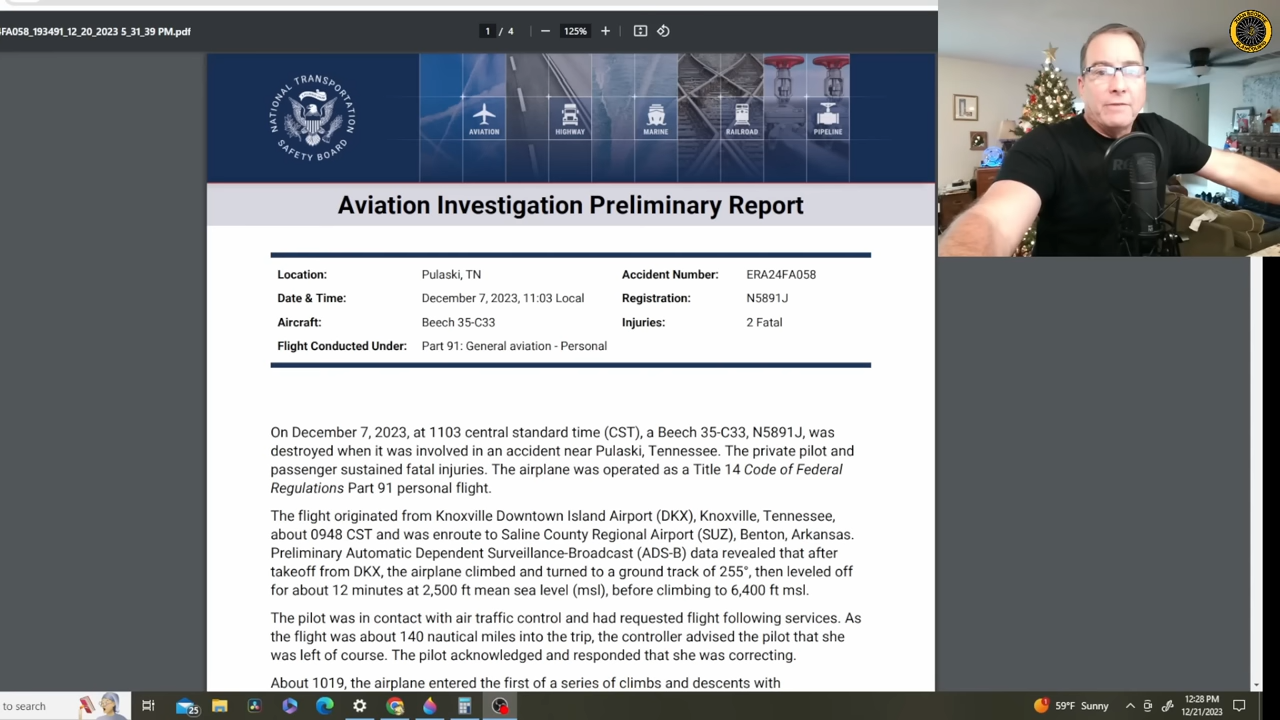 FA058_193491_12_20_2023 5_31_39 PM.pdf
1 / 4
125%
NATIONAL TRANSPORTATION SAFETY BOARD
AVIATION
HIGHWAY
MARINE
RAILROAD
PIPELINE
Aviation Investigation Preliminary Report
Location: Pulaski, TN Accident Number: ERA24FA058
Date & Time: December 7, 2023, 11:03 Local Registration: N5891J
Aircraft: Beech 35-C33 Injuries: 2 Fatal
Flight Conducted Under: Part 91: General aviation - Personal
On December 7, 2023, at 1103 central standard time (CST), a Beech 35-C33, N5891J, was
destroyed when it was involved in an accident near Pulaski, Tennessee. The private pilot and
passenger sustained fatal injuries. The airplane was operated as a Title 14 Code of Federal
Regulations Part 91 personal flight.
The flight originated from Knoxville Downtown Island Airport (DKX), Knoxville, Tennessee,
about 0948 CST and was enroute to Saline County Regional Airport (SUZ), Benton, Arkansas.
Preliminary Automatic Dependent Surveillance-Broadcast (ADS-B) data revealed that after
takeoff from DKX, the airplane climbed and turned to a ground track of 255°, then leveled off
for about 12 minutes at 2,500 ft mean sea level (msl), before climbing to 6,400 ft msl.
The pilot was in contact with air traffic control and had requested flight following services. As
the flight was about 140 nautical miles into the trip, the controller advised the pilot that she
was left of course. The pilot acknowledged and responded that she was correcting.
About 1019, the airplane entered the first of a series of climbs and descents with
to search
25
59°F Sunny
12:28 PM
12/21/2023